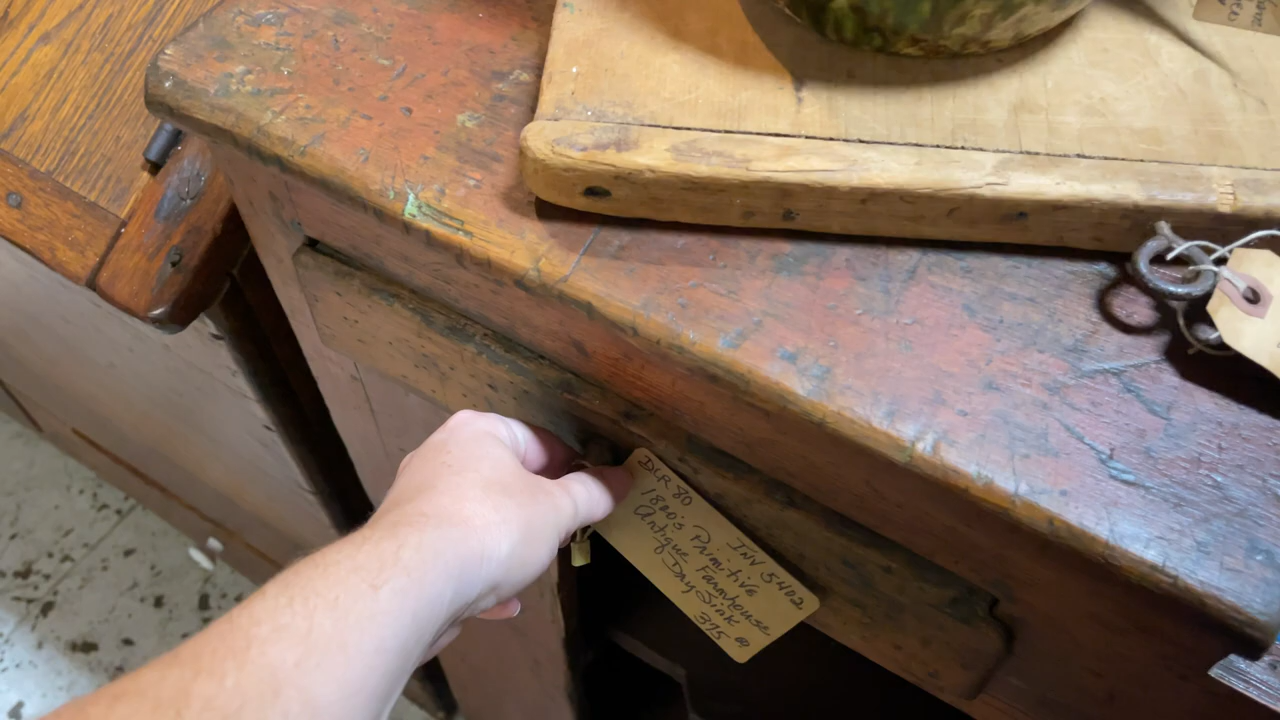 DLR 80
INV 5402
1800's Primitive
Antique Farmhouse
Dry Sink
375 00